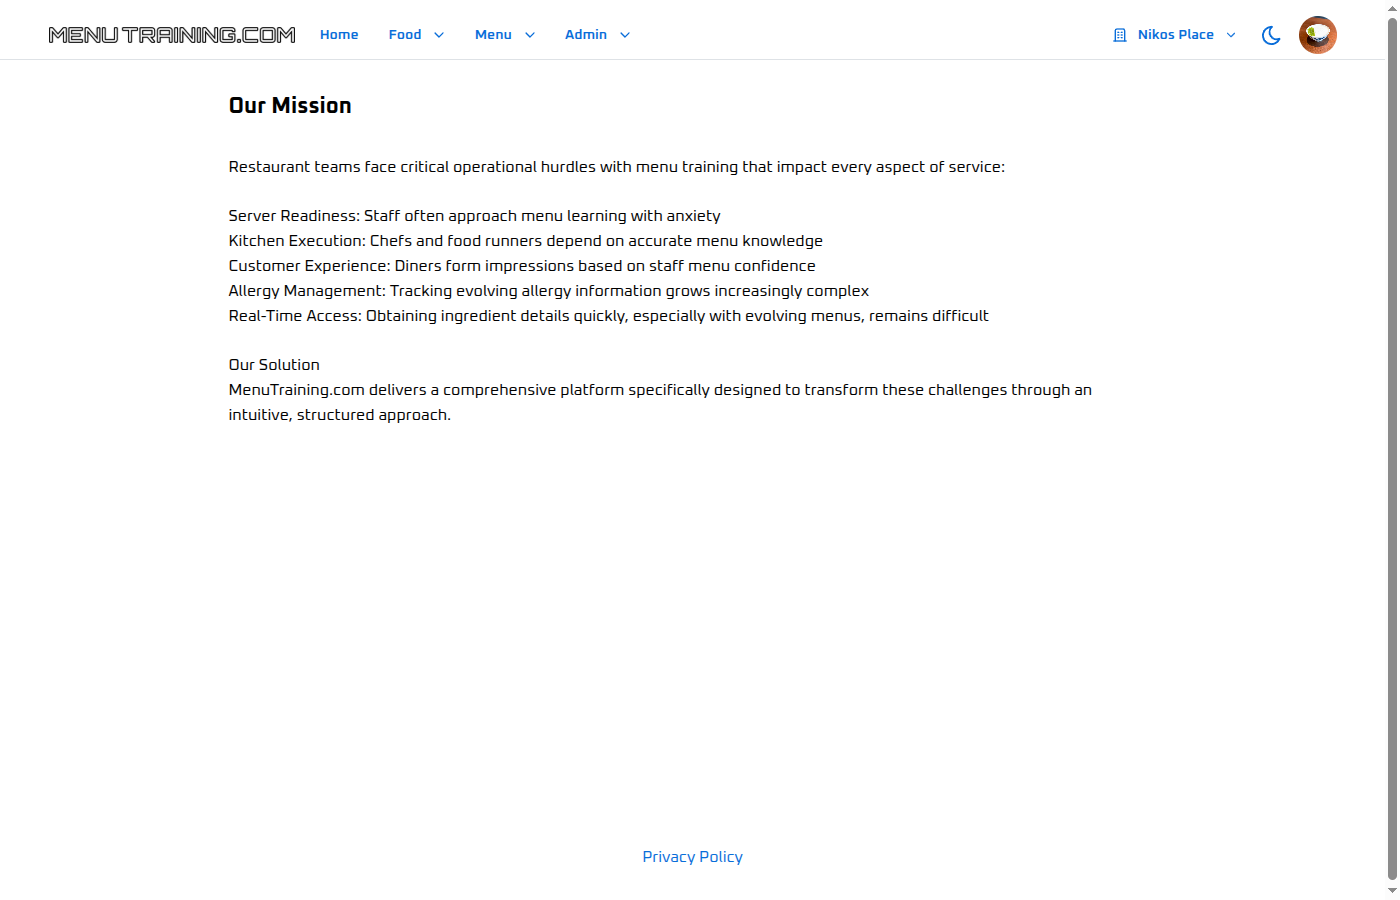 MENU TRAINING.COM Home Food Menu Admin Nikos Place
Our Mission
Restaurant teams face critical operational hurdles with menu training that impact every aspect of service:
Server Readiness: Staff often approach menu learning with anxiety
Kitchen Execution: Chefs and food runners depend on accurate menu knowledge
Customer Experience: Diners form impressions based on staff menu confidence
Allergy Management: Tracking evolving allergy information grows increasingly complex
Real-Time Access: Obtaining ingredient details quickly, especially with evolving menus, remains difficult
Our Solution
MenuTraining.com delivers a comprehensive platform specifically designed to transform these challenges through an
intuitive, structured approach.
Privacy Policy